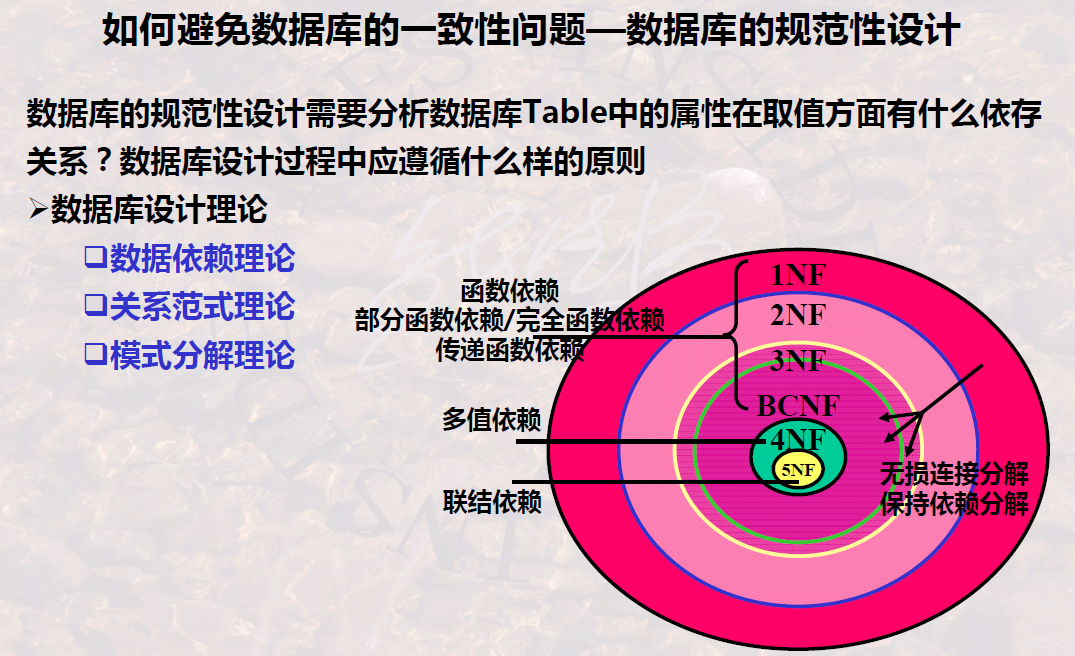 如何避免数据库的一致性问题—数据库的规范性设计
数据库的规范性设计需要分析数据库Table中的属性在取值方面有什么依存
关系？数据库设计过程中应遵循什么样的原则
数据库设计理论
数据依赖理论
关系范式理论
模式分解理论
函数依赖
部分函数依赖/完全函数依赖
传递函数依赖
多值依赖
联结依赖
1NF
2NF
3NF
BCNF
4NF
5NF
无损连接分解
保持依赖分解